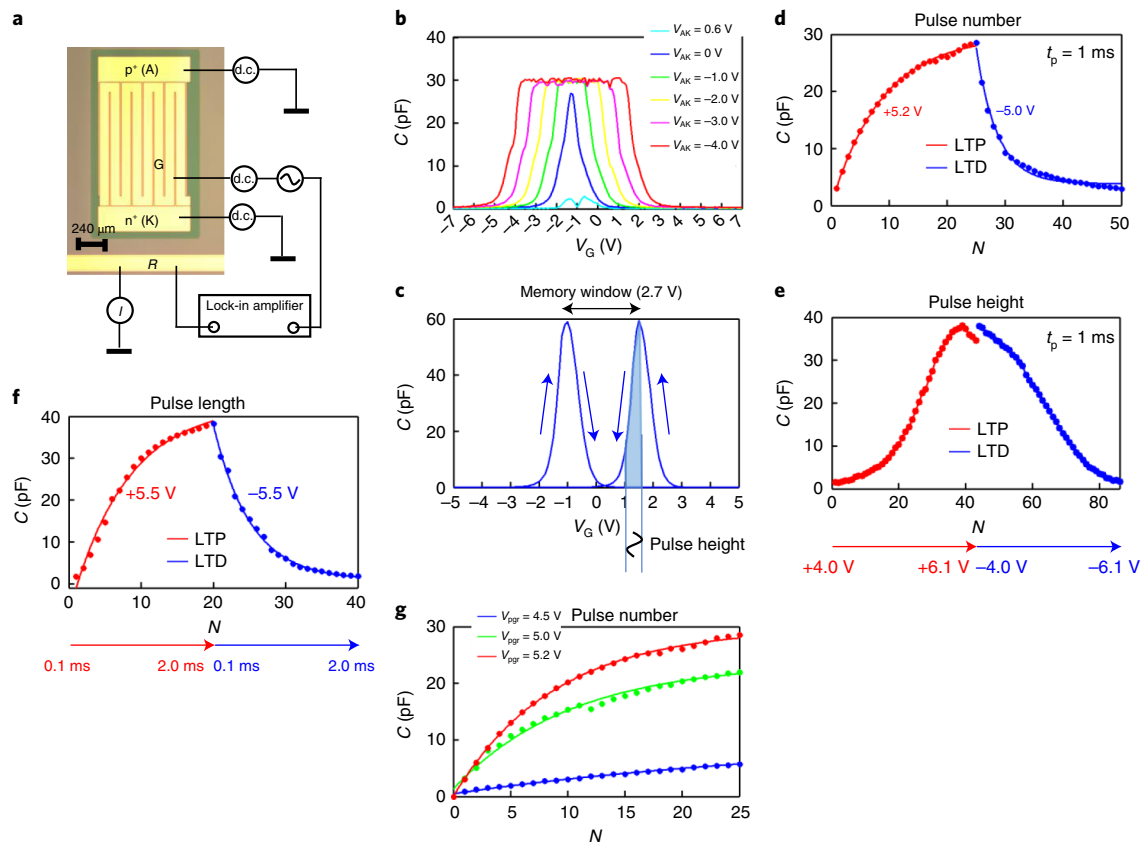 a
p⁺ (A)
d.c.
G
d.c.
n⁺ (K)
d.c.
240 μm
R
I
Lock-in amplifier
b
V_AK = 0.6 V
V_AK = 0 V
V_AK = −1.0 V
V_AK = −2.0 V
V_AK = −3.0 V
V_AK = −4.0 V
40
30
20
10
0
C (pF)
−7 −6 −5 −4 −3 −2 −1 0 1 2 3 4 5 6 7
V_G (V)
c
Memory window (2.7 V)
60
40
20
60
0
C (pF)
−5 −4 −3 −2 −1 0 1 2 3 4 5
V_G (V)
Pulse height
d
Pulse number
t_p = 1 ms
+5.2 V
−5.0 V
LTP
LTD
30
20
10
0
C (pF)
0 10 20 30 40 50
N
e
Pulse height
t_p = 1 ms
LTP
LTD
40
30
20
10
0
C (pF)
0 20 40 60 80
N
+4.0 V +6.1 V −4.0 V −6.1 V
f
Pulse length
+5.5 V
−5.5 V
LTP
LTD
40
30
20
10
0
C (pF)
0 10 20 30 40
N
0.1 ms 2.0 ms 0.1 ms 2.0 ms
g
Pulse number
V_pgr = 4.5 V
V_pgr = 5.0 V
V_pgr = 5.2 V
30
20
10
0
C (pF)
0 5 10 15 20 25
N